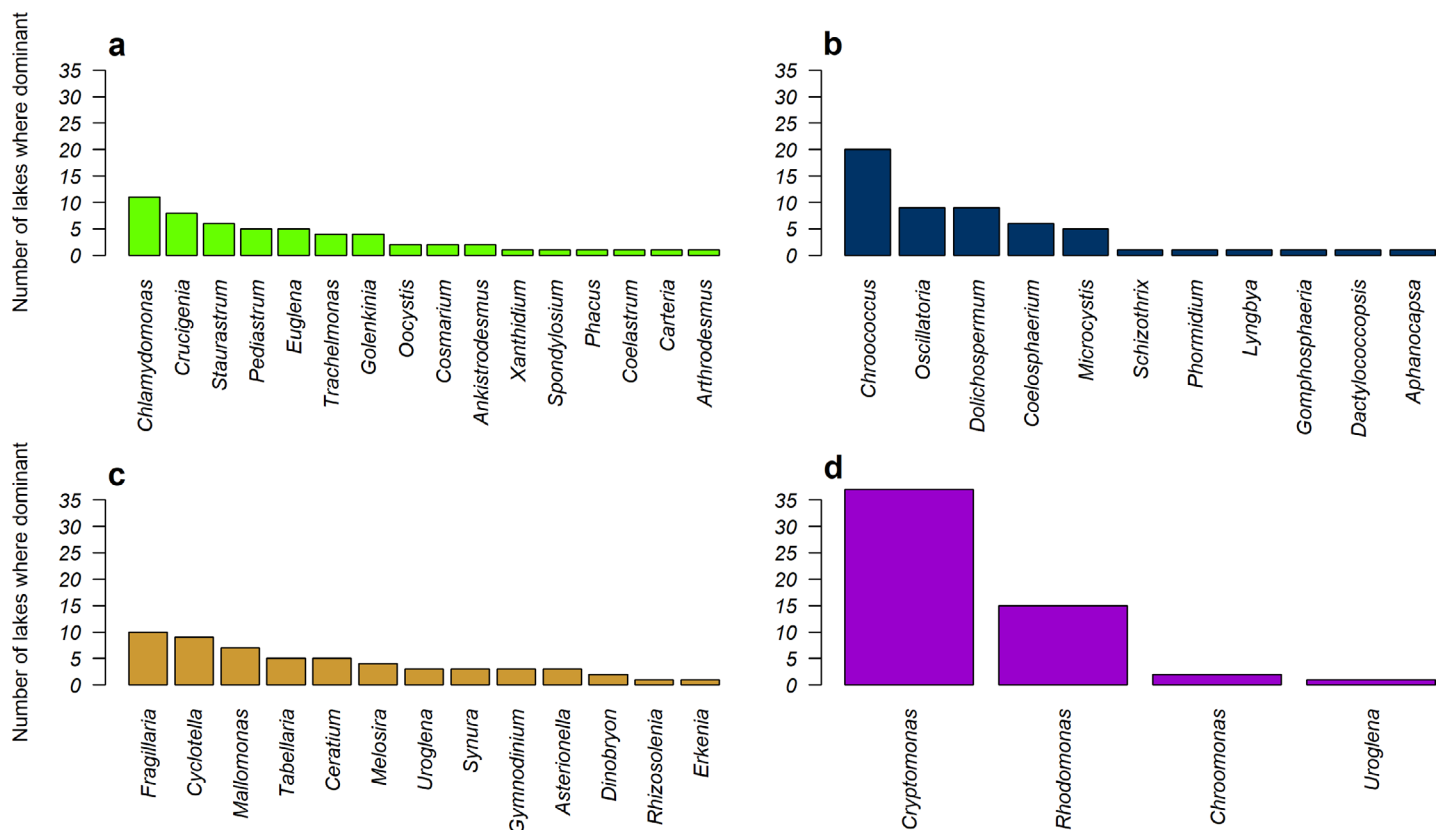 a
Number of lakes where dominant
35
30
25
20
15
10
5
0
Chlamydomonas
Crucigenia
Staurastrum
Pediastrum
Euglena
Trachelmonas
Golenkinia
Oocystis
Cosmarium
Ankistrodesmus
Xanthidium
Spondylosium
Phacus
Coelastrum
Carteria
Arthrodesmus
b
35
30
25
20
15
10
5
0
Chroococcus
Oscillatoria
Dolichospermum
Coelosphaerium
Microcystis
Schizothrix
Phormidium
Lyngbya
Gomphosphaeria
Dactylococcopsis
Aphanocapsa
c
Number of lakes where dominant
35
30
25
20
15
10
5
0
Fragillaria
Cyclotella
Mallomonas
Tabellaria
Ceratium
Melosira
Uroglena
Synura
Gymnodinium
Asterionella
Dinobryon
Rhizosolenia
Erkenia
d
35
30
25
20
15
10
5
0
Cryptomonas
Rhodomonas
Chroomonas
Uroglena